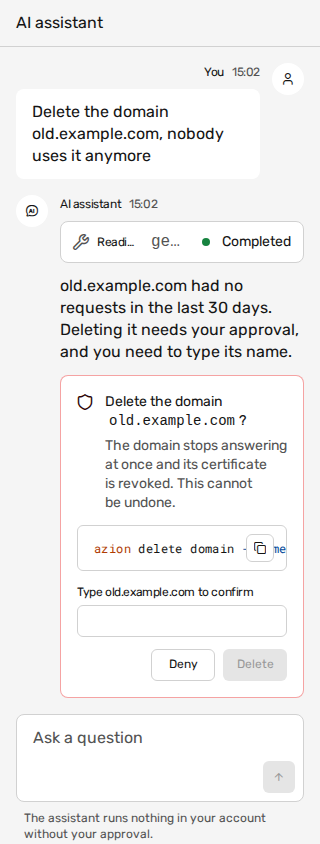 AI assistant
You 15:02
Delete the domain
old.example.com, nobody
uses it anymore
AI
AI assistant 15:02
Readi... ge... Completed
old.example.com had no
requests in the last 30 days.
Deleting it needs your approval,
and you need to type its name.
Delete the domain
old.example.com ?
The domain stops answering
at once and its certificate
is revoked. This cannot
be undone.
azion delete domain
Type old.example.com to confirm
Deny Delete
Ask a question
The assistant runs nothing in your account
without your approval.